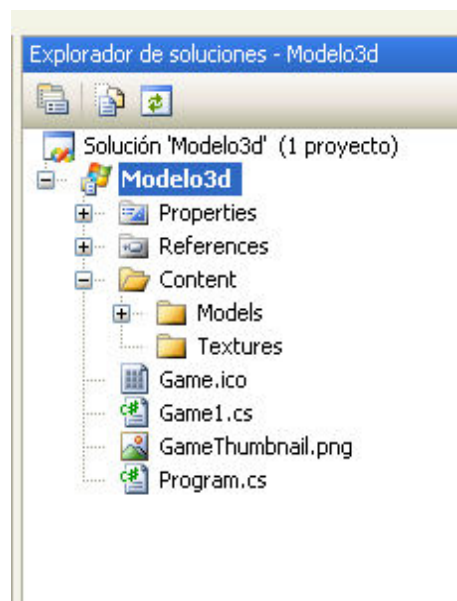 Explorador de soluciones - Modelo3d
Solución 'Modelo3d' (1 proyecto)
Modelo3d
Properties
References
Content
Models
Textures
Game.ico
Game1.cs
GameThumbnail.png
Program.cs